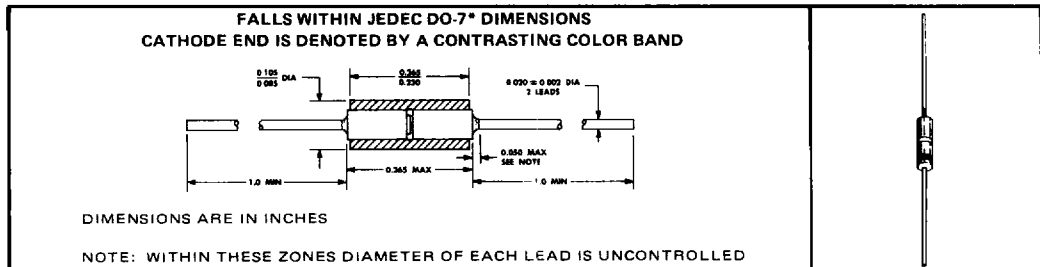 FALLS WITHIN JEDEC DO-7* DIMENSIONS
CATHODE END IS DENOTED BY A CONTRASTING COLOR BAND
0.105
0.085 DIA
0.265
0.230
0.020 ± 0.002 DIA
2 LEADS
0.050 MAX
SEE NOTE
1.0 MIN
0.265 MAX
1.0 MIN
DIMENSIONS ARE IN INCHES
NOTE: WITHIN THESE ZONES DIAMETER OF EACH LEAD IS UNCONTROLLED